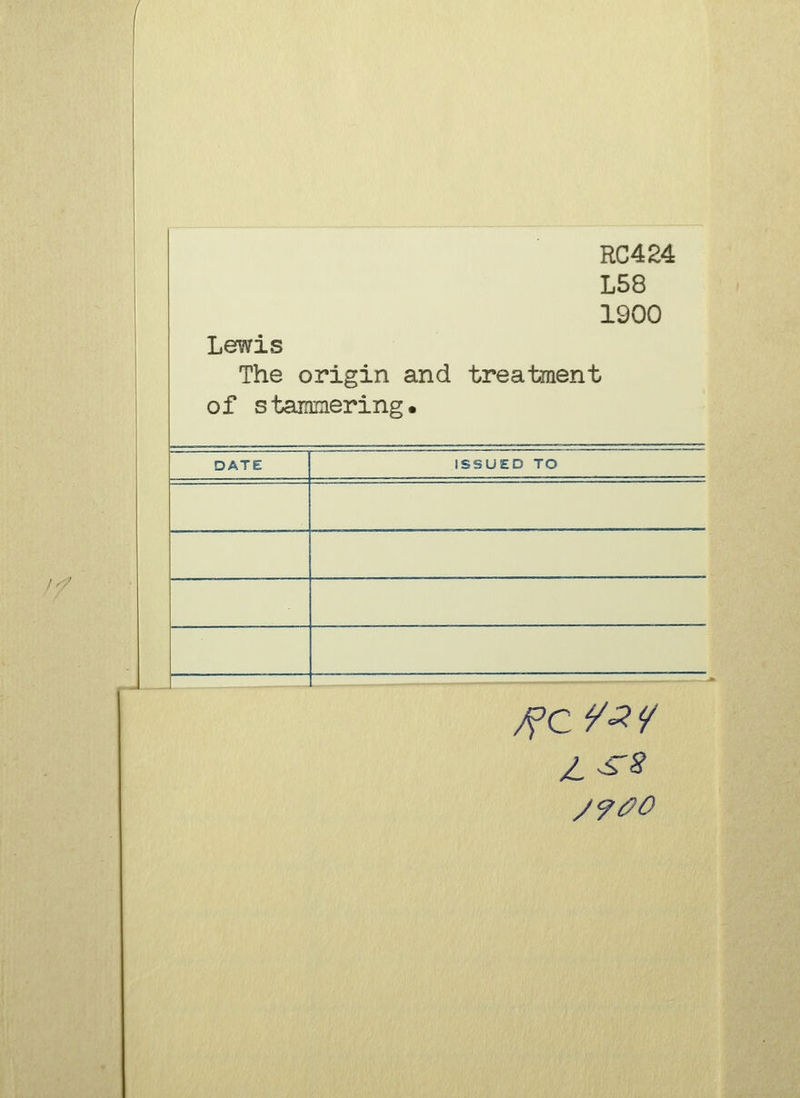 RC424
L58
1900
Lewis
The origin and treatment
of stammering.
DATE ISSUED TO
RC 424
L 58
1900